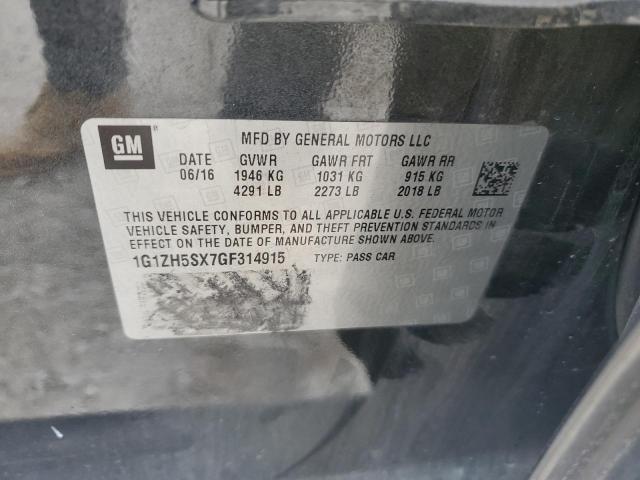 GM
MFD BY GENERAL MOTORS LLC
DATE GVWR GAWR FRT GAWR RR
06/16 1946 KG 1031 KG 915 KG
4291 LB 2273 LB 2018 LB
THIS VEHICLE CONFORMS TO ALL APPLICABLE U.S. FEDERAL MOTOR
VEHICLE SAFETY, BUMPER, AND THEFT PREVENTION STANDARDS IN
EFFECT ON THE DATE OF MANUFACTURE SHOWN ABOVE.
1G1ZH5SX7GF314915 TYPE: PASS CAR